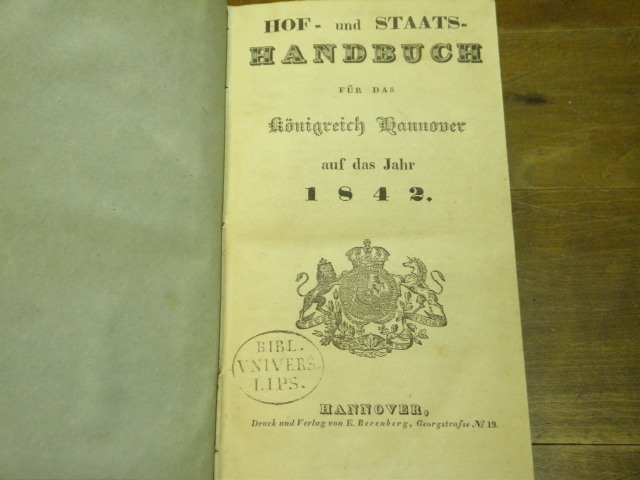 HOF- und STAATS-
HANDBUCH
FÜR DAS
Königreich Hannover
auf das Jahr
1842.
BIBL.
VNIVERS.
LIPS.
HANNOVER,
Druck und Verlag von E. Berenberg, Georgstraſse № 19.